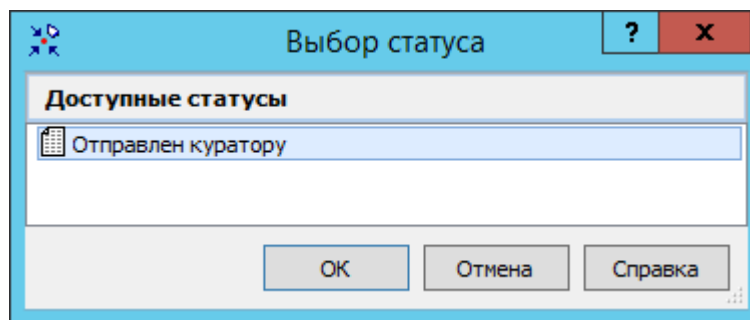 Выбор статуса
? x
Доступные статусы
Отправлен куратору
ОК Отмена Справка